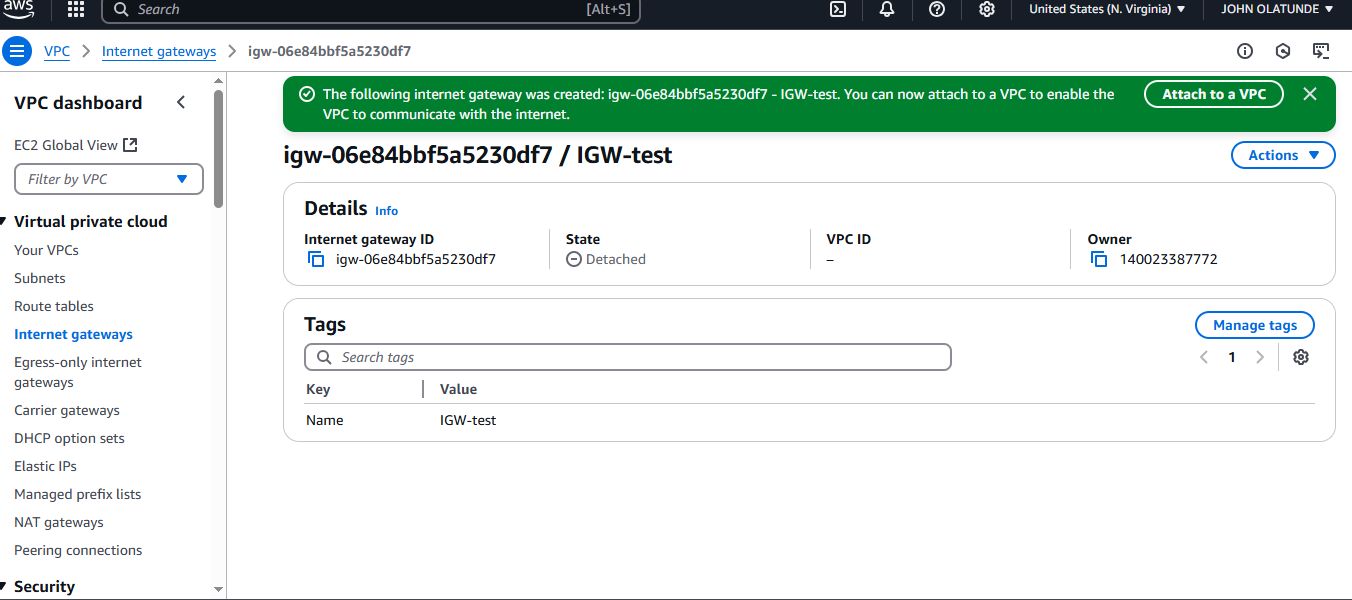 aws
Search [Alt+S] United States (N. Virginia) JOHN OLATUNDE
VPC Internet gateways igw-06e84bbf5a5230df7
VPC dashboard
EC2 Global View
Filter by VPC
Virtual private cloud
Your VPCs
Subnets
Route tables
Internet gateways
Egress-only internet
gateways
Carrier gateways
DHCP option sets
Elastic IPs
Managed prefix lists
NAT gateways
Peering connections
Security
The following internet gateway was created: igw-06e84bbf5a5230df7 - IGW-test. You can now attach to a VPC to enable the
VPC to communicate with the internet.
Attach to a VPC
igw-06e84bbf5a5230df7 / IGW-test
Actions
Details Info
Internet gateway ID
igw-06e84bbf5a5230df7
State
Detached
VPC ID
–
Owner
140023387772
Tags
Manage tags
Search tags
1
Key Value
Name IGW-test